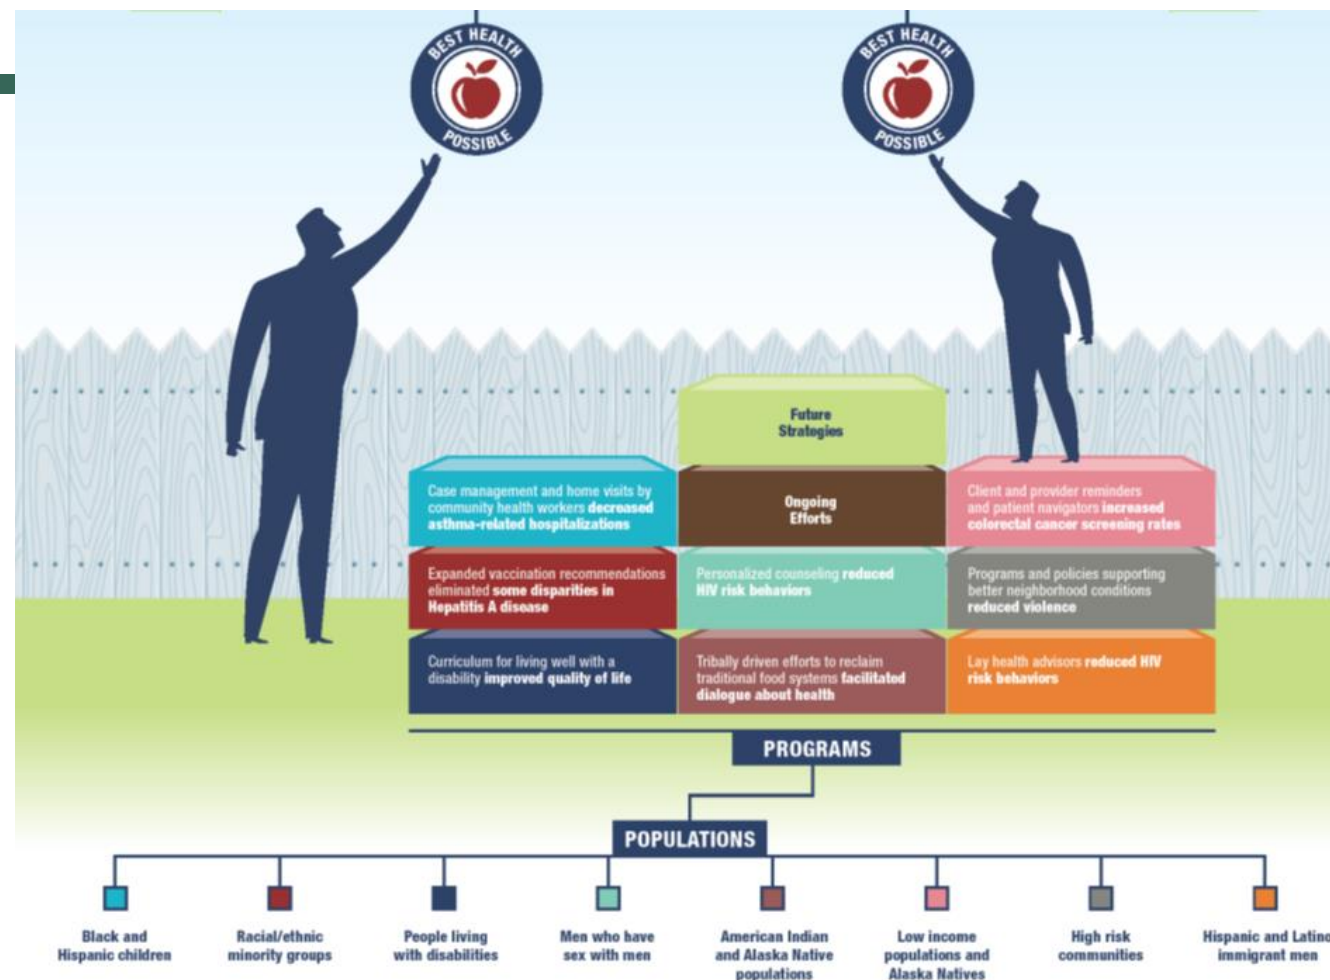 BEST HEALTH
POSSIBLE
BEST HEALTH
POSSIBLE
Future
Strategies
Case management and home visits by
community health workers decreased
asthma-related hospitalizations
Ongoing
Efforts
Client and provider reminders
and patient navigators increased
colorectal cancer screening rates
Expanded vaccination recommendations
eliminated some disparities in
Hepatitis A disease
Personalized counseling reduced
HIV risk behaviors
Programs and policies supporting
better neighborhood conditions
reduced violence
Curriculum for living well with a
disability improved quality of life
Tribally driven efforts to reclaim
traditional food systems facilitated
dialogue about health
Lay health advisors reduced HIV
risk behaviors
PROGRAMS
POPULATIONS
Black and
Hispanic children
Racial/ethnic
minority groups
People living
with disabilities
Men who have
sex with men
American Indian
and Alaska Native
populations
Low income
populations and
Alaska Natives
High risk
communities
Hispanic and Latino
immigrant men